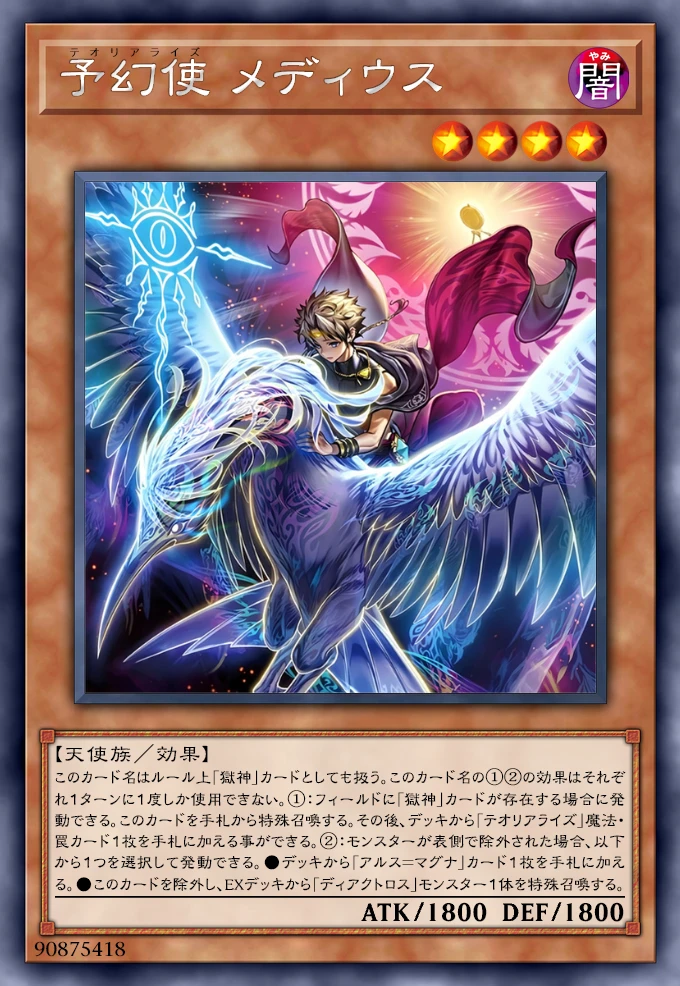 テオリアライズ
予幻使 メディウス
やみ
闇
【天使族／効果】
このカード名はルール上「獄神」カードとしても扱う。このカード名の①②の効果はそれぞ
れ1ターンに1度しか使用できない。①：フィールドに「獄神」カードが存在する場合に発
動できる。このカードを手札から特殊召喚する。その後、デッキから「テオリアライズ」魔法・
罠カード1枚を手札に加える事ができる。②：モンスターが表側で除外された場合、以下
から1つを選択して発動できる。●デッキから「アルス＝マグナ」カード1枚を手札に加え
る。●このカードを除外し、EXデッキから「ディアクトロス」モンスター1体を特殊召喚する。
ATK/1800 DEF/1800
90875418